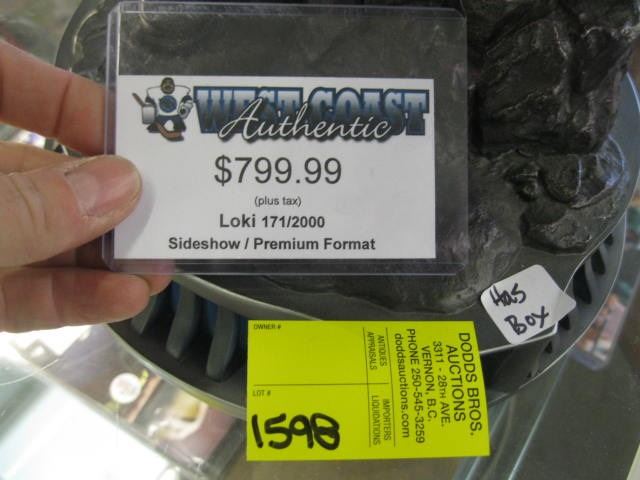 WEST COAST
Authentic
$799.99
(plus tax)
Loki 171/2000
Sideshow / Premium Format
HAS
BOX
OWNER #
LOT #
1598
ANTIQUES
APPRAISALS
IMPORTERS
LIQUIDATIONS
DODDS BROS.
AUCTIONS
3311 - 28TH AVE.
VERNON, B.C.
PHONE 250-545-3259
doddsauctions.com